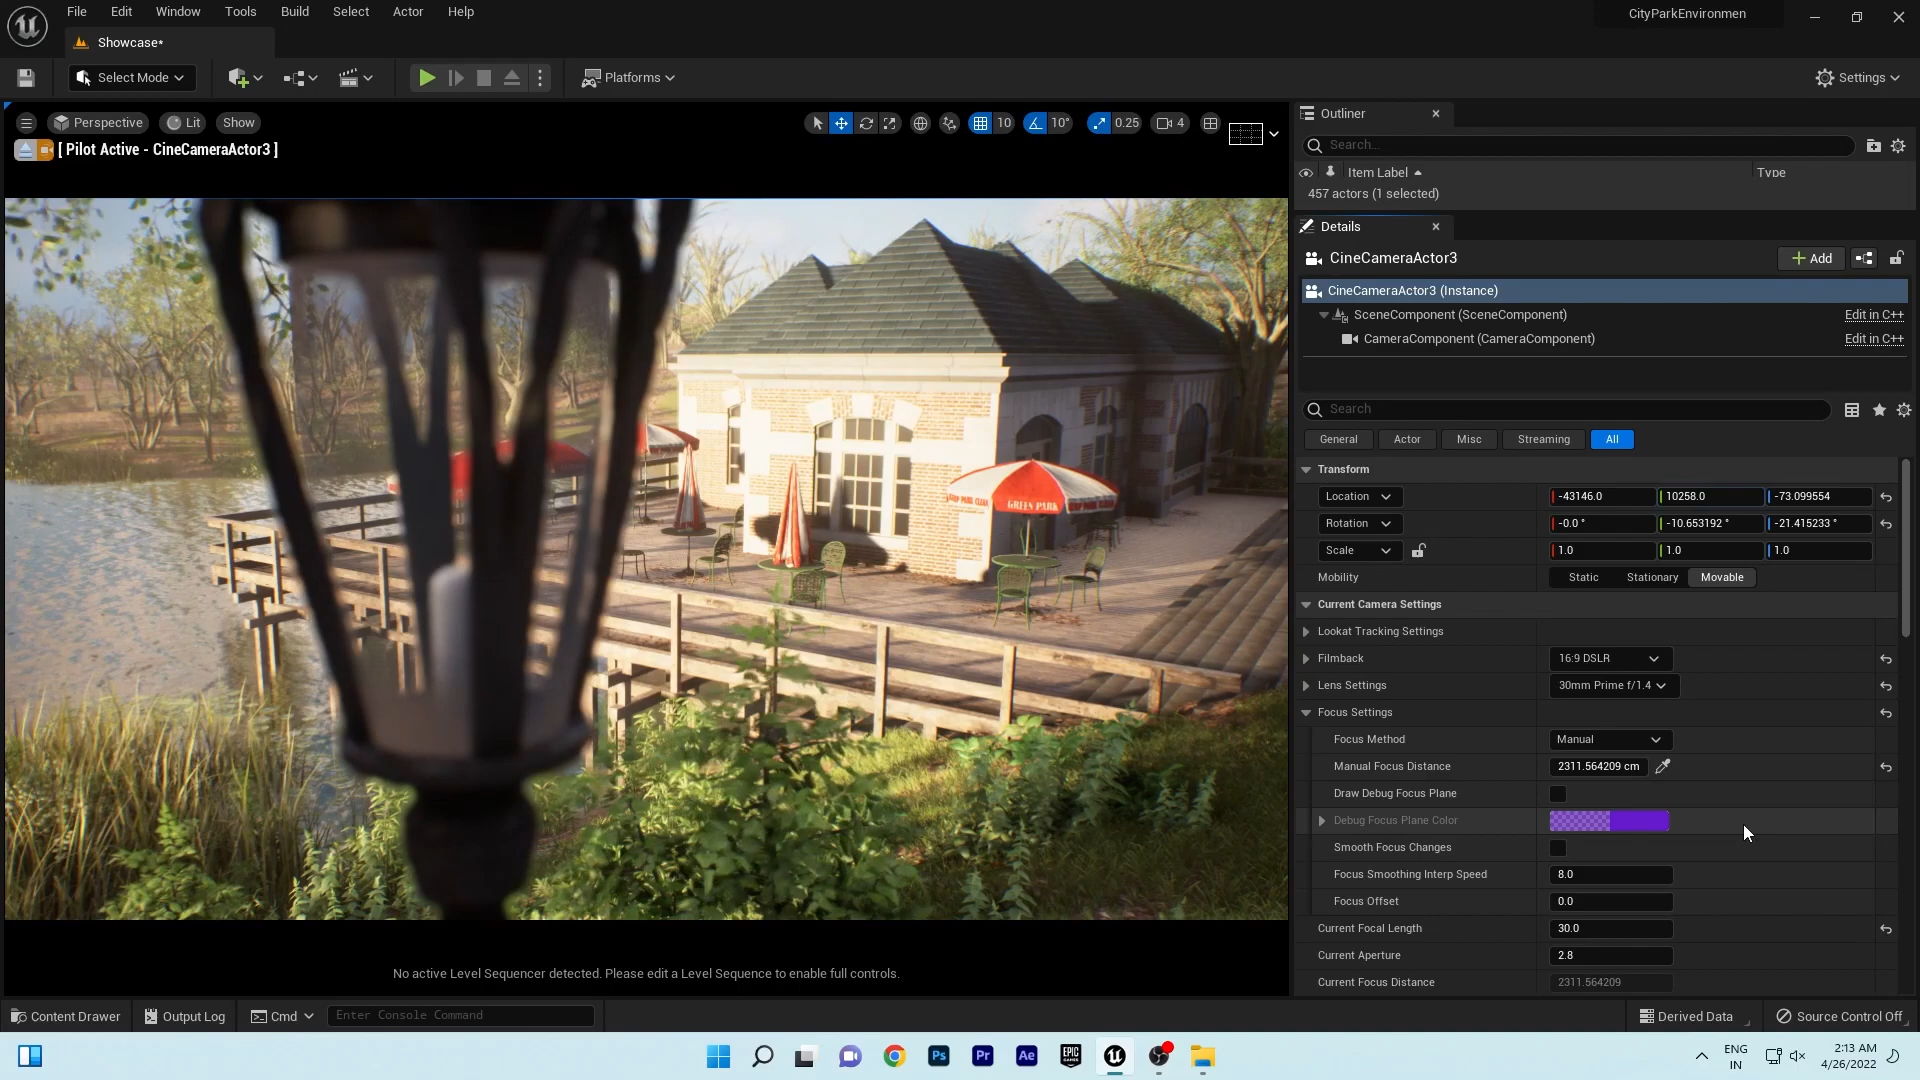 File Edit Window Tools Build Select Actor Help
CityParkEnvironmen
Showcase*
Select Mode
Platforms
Settings
Perspective Lit Show
10 10° 0.25 4
[ Pilot Active - CineCameraActor3 ]
GREEN PARK
No active Level Sequencer detected. Please edit a Level Sequence to enable full controls.
Outliner
Search...
Item Label Type
457 actors (1 selected)
Details
CineCameraActor3
Add
CineCameraActor3 (Instance)
SceneComponent (SceneComponent) Edit in C++
CameraComponent (CameraComponent) Edit in C++
Search
General Actor Misc Streaming All
Transform
Location -43146.0 10258.0 -73.099554
Rotation -0.0 ° -10.653192 ° -21.415233 °
Scale 1.0 1.0 1.0
Mobility Static Stationary Movable
Current Camera Settings
Lookat Tracking Settings
Filmback 16:9 DSLR
Lens Settings 30mm Prime f/1.4
Focus Settings
Focus Method Manual
Manual Focus Distance 2311.564209 cm
Draw Debug Focus Plane
Debug Focus Plane Color
Smooth Focus Changes
Focus Smoothing Interp Speed 8.0
Focus Offset 0.0
Current Focal Length 30.0
Current Aperture 2.8
Current Focus Distance 2311.564209
Content Drawer Output Log Cmd Enter Console Command
Derived Data Source Control Off
Ps Pr Ae EPIC GAMES
ENG
IN
2:13 AM
4/26/2022